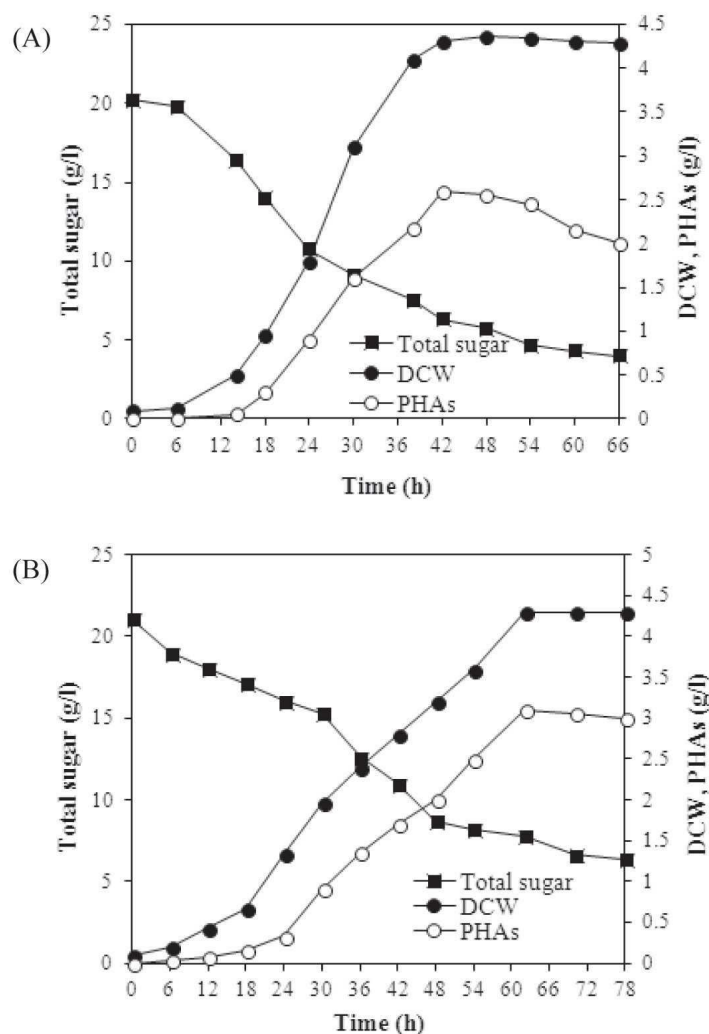 (A)
25
20
15
10
5
0
Total sugar (g/l)
4.5
4
3.5
3
2.5
2
1.5
1
0.5
0
DCW, PHAs (g/l)
Total sugar
DCW
PHAs
0 6 12 18 24 30 36 42 48 54 60 66
Time (h)
(B)
25
20
15
10
5
0
Total sugar (g/l)
5
4.5
4
3.5
3
2.5
2
1.5
1
0.5
0
DCW, PHAs (g/l)
Total sugar
DCW
PHAs
0 6 12 18 24 30 36 42 48 54 60 66 72 78
Time (h)